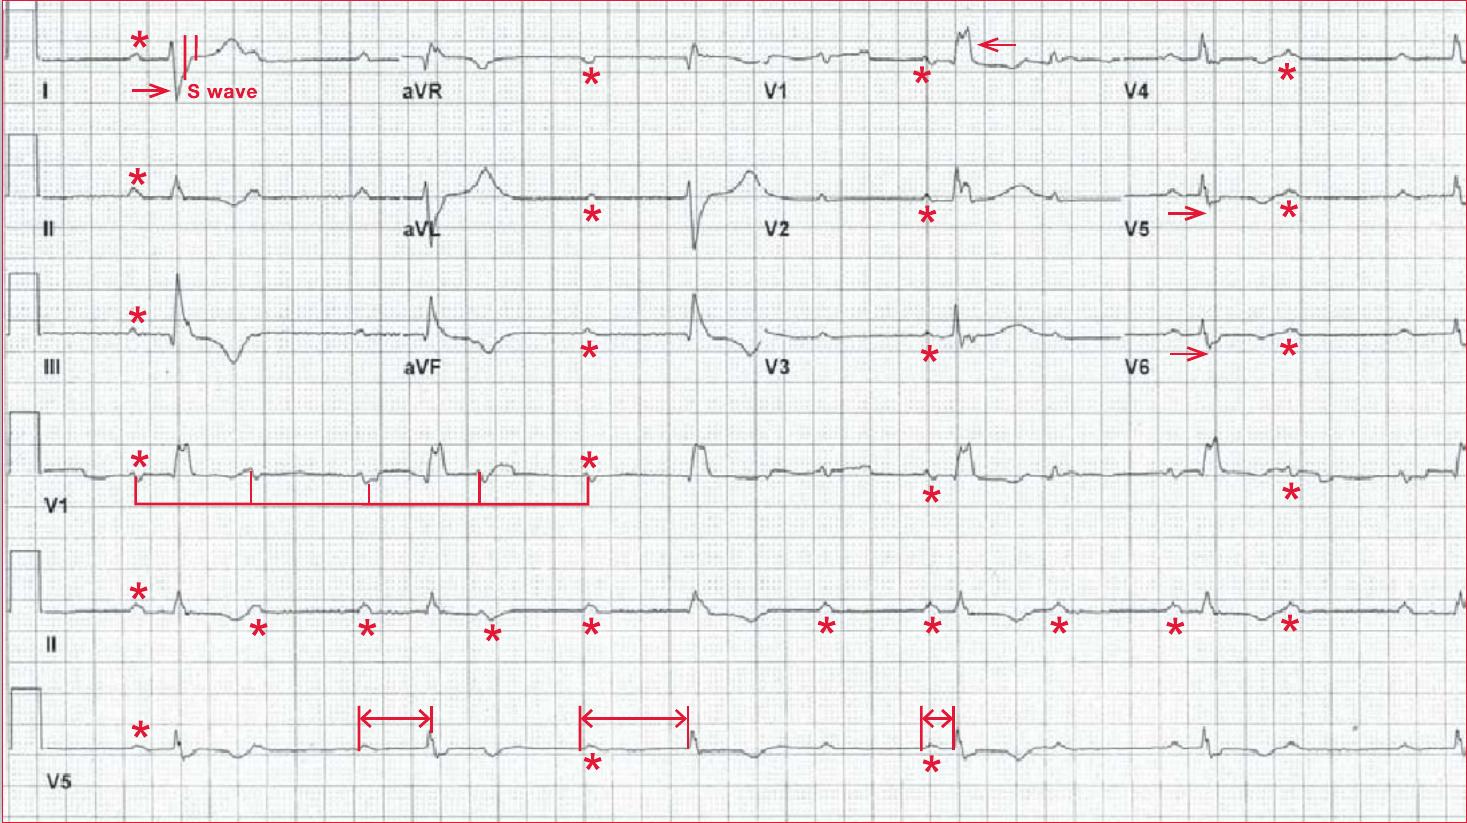 S wave
I aVR V1 V4
II aVL V2 V5
III aVF V3 V6
V1
II
V5